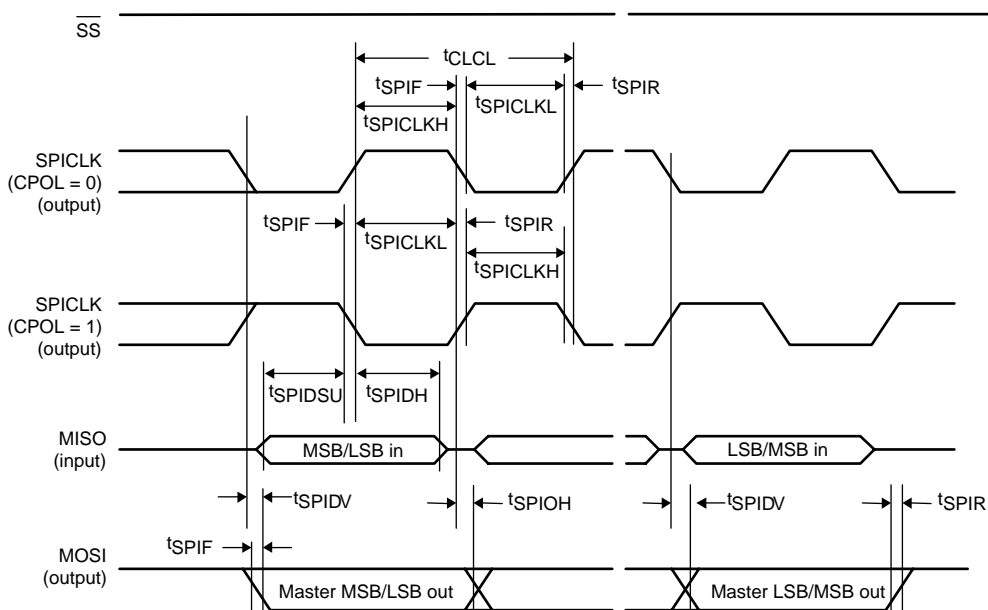 SS
tCLCL
tSPIF
tSPICLKH
tSPICLKL
tSPIR
SPICLK
(CPOL = 0)
(output)
tSPIF
tSPICLKL
tSPIR
tSPICLKH
SPICLK
(CPOL = 1)
(output)
tSPIDSU
tSPIDH
MISO
(input)
MSB/LSB in
LSB/MSB in
tSPIDV
tSPIOH
tSPIDV
tSPIR
tSPIF
MOSI
(output)
Master MSB/LSB out
Master LSB/MSB out